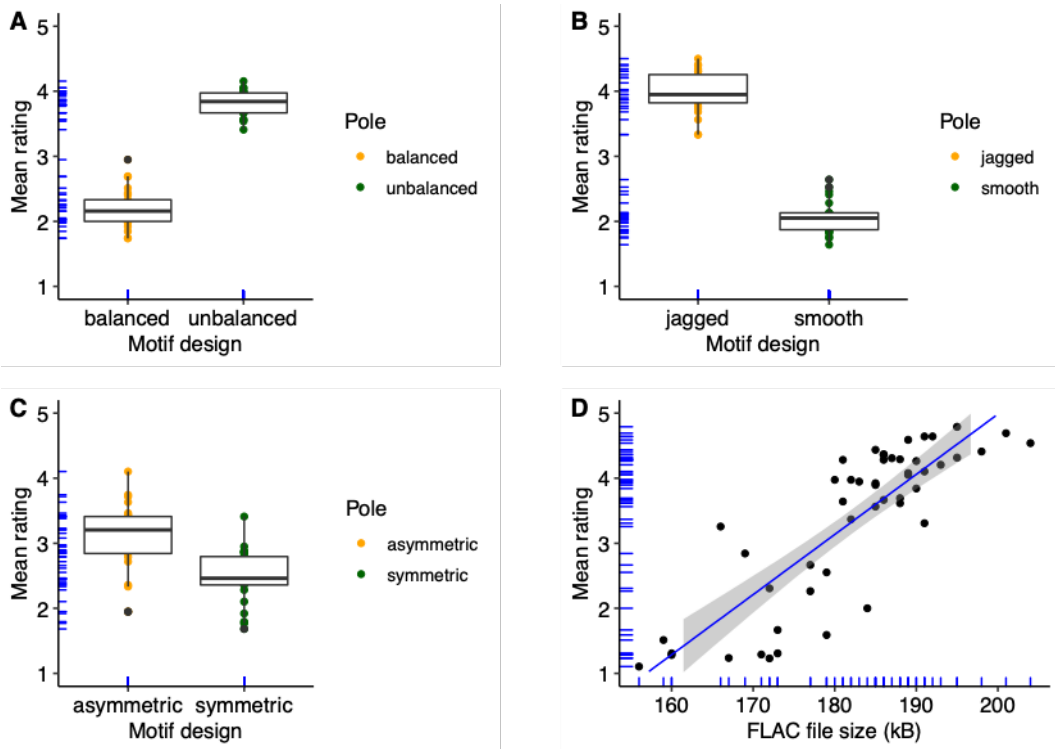 A
5
4
3
2
1
Mean rating
balanced unbalanced
Motif design
Pole
balanced
unbalanced
B
5
4
3
2
1
Mean rating
jagged smooth
Motif design
Pole
jagged
smooth
C
5
4
3
2
1
Mean rating
asymmetric symmetric
Motif design
Pole
asymmetric
symmetric
D
5
4
3
2
1
Mean rating
160 170 180 190 200
FLAC file size (kB)